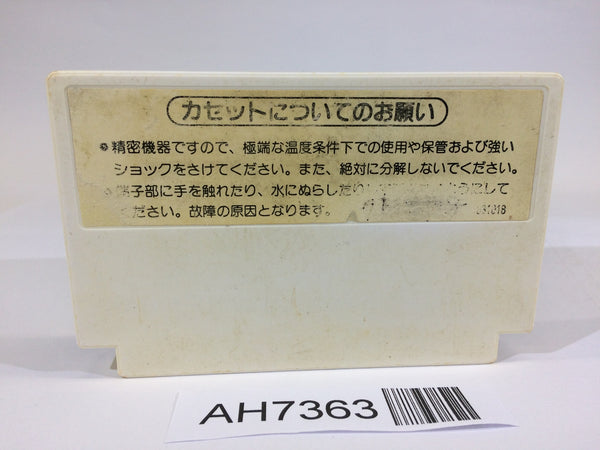 カセットについてのお願い
●精密機器ですので、極端な温度条件下での使用や保管および強い
ショックをさけてください。また、絶対に分解しないでください。
子部に手を触れたり、水にぬらしたり にして
ください。故障の原因となります。
AH7363